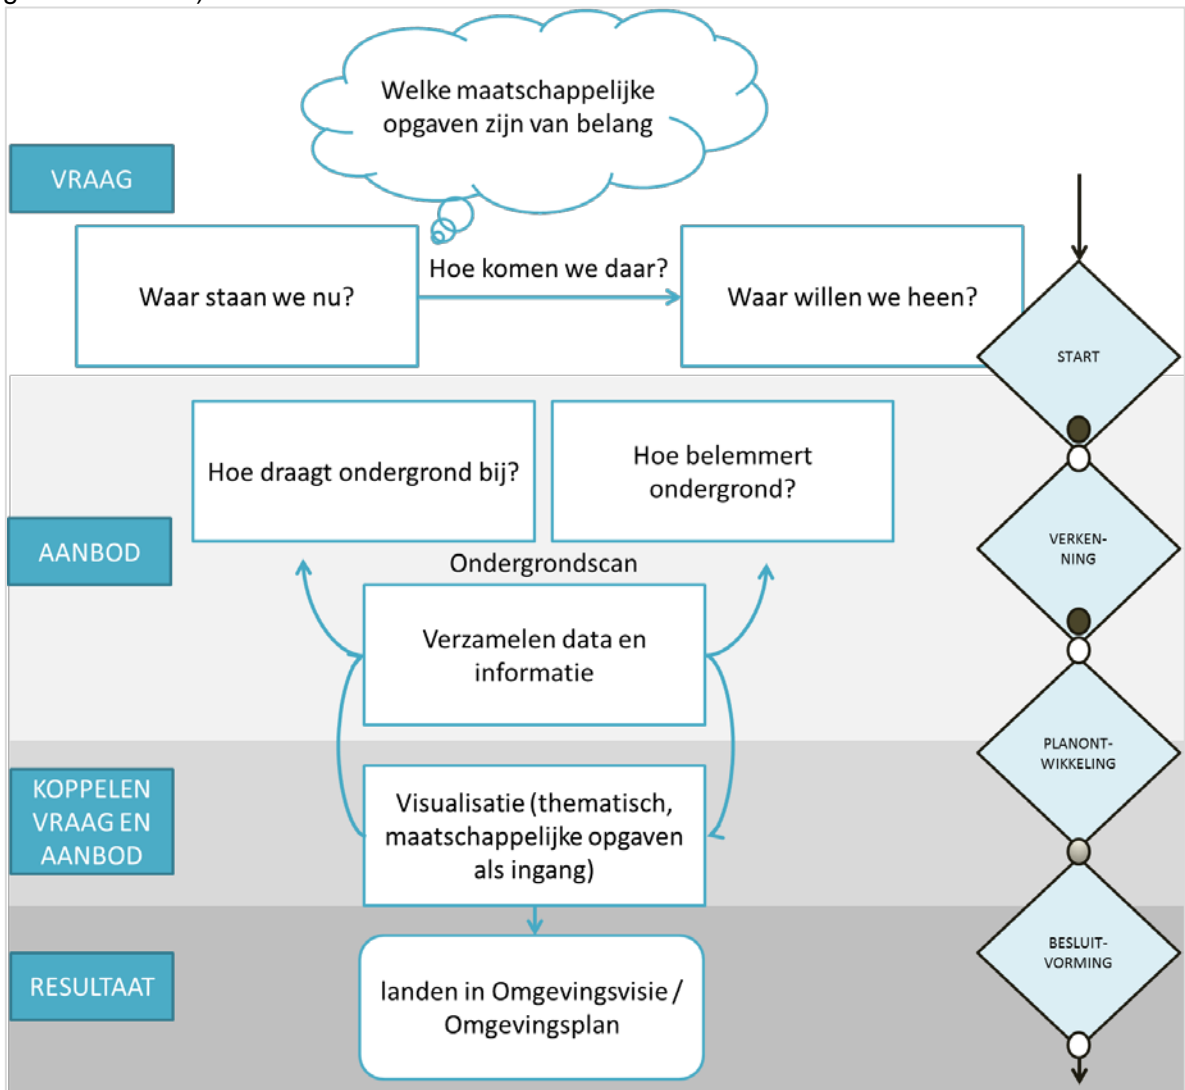 Welke maatschappelijke
opgaven zijn van belang
VRAAG
Waar staan we nu?
Hoe komen we daar?
Waar willen we heen?
START
Hoe draagt ondergrond bij?
Hoe belemmert
ondergrond?
AANBOD
Ondergrondscan
VERKEN-
NING
Verzamelen data en
informatie
PLANONT-
WIKKELING
KOPPELEN
VRAAG EN
AANBOD
Visualisatie (thematisch,
maatschappelijke opgaven
als ingang)
RESULTAAT
landen in Omgevingsvisie /
Omgevingsplan
BESLUIT-
VORMING